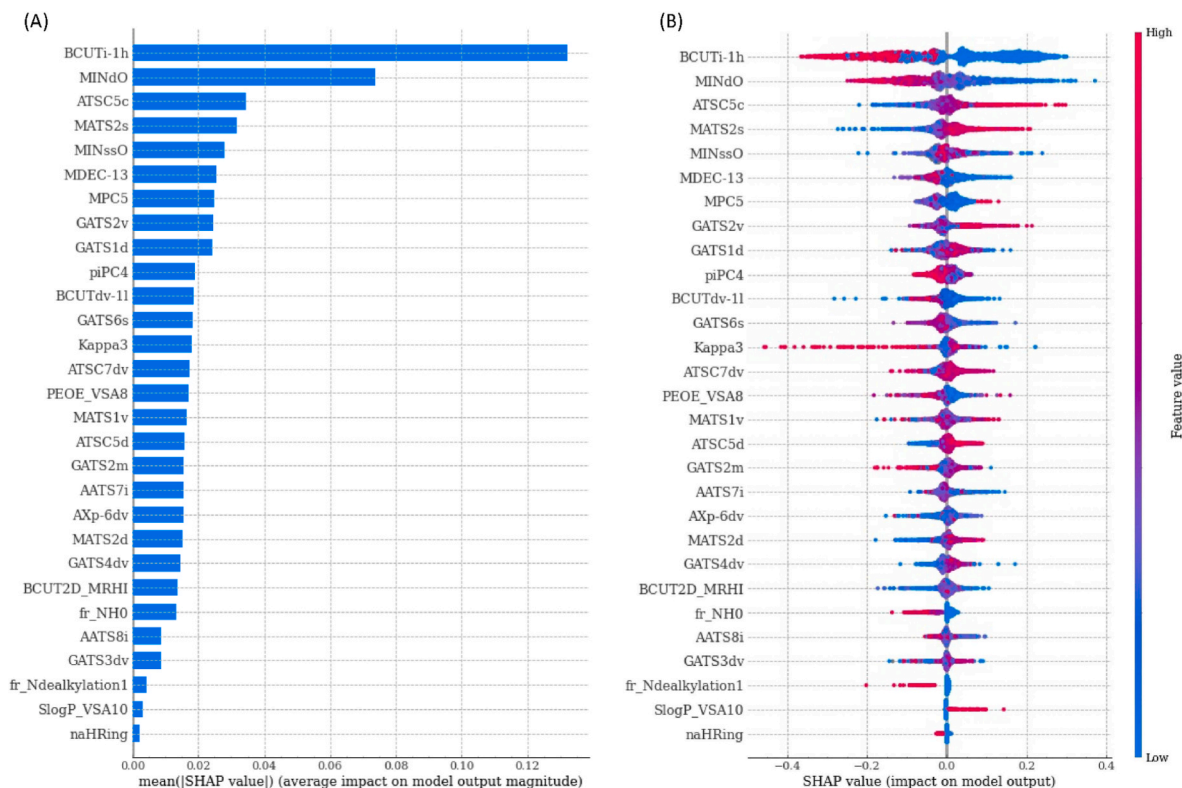 (A)
BCUTi-1h
MINdO
ATSC5c
MATS2s
MINssO
MDEC-13
MPC5
GATS2v
GATS1d
piPC4
BCUTdv-1l
GATS6s
Kappa3
ATSC7dv
PEOE_VSA8
MATS1v
ATSC5d
GATS2m
AATS7i
AXp-6dv
MATS2d
GATS4dv
BCUT2D_MRHI
fr_NH0
AATS8i
GATS3dv
fr_Ndealkylation1
SlogP_VSA10
naHRing
0.00 0.02 0.04 0.06 0.08 0.10 0.12
mean(|SHAP value|) (average impact on model output magnitude)
(B)
BCUTi-1h
MINdO
ATSC5c
MATS2s
MINssO
MDEC-13
MPC5
GATS2v
GATS1d
piPC4
BCUTdv-1l
GATS6s
Kappa3
ATSC7dv
PEOE_VSA8
MATS1v
ATSC5d
GATS2m
AATS7i
AXp-6dv
MATS2d
GATS4dv
BCUT2D_MRHI
fr_NH0
AATS8i
GATS3dv
fr_Ndealkylation1
SlogP_VSA10
naHRing
−0.4 −0.2 0.0 0.2 0.4
SHAP value (impact on model output)
High
Feature value
Low